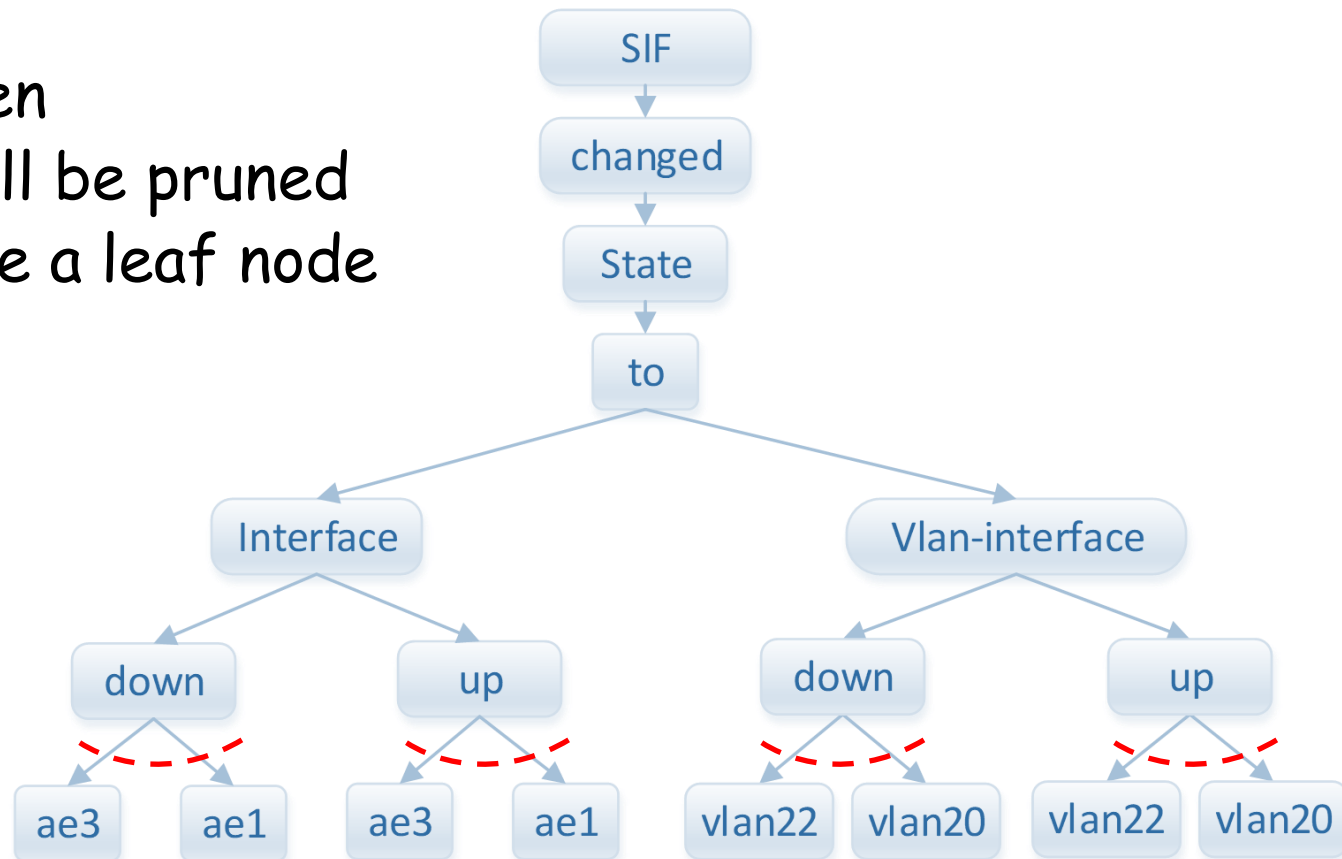 SIF
en
changed
ll be pruned
e a leaf node
State
to
Interface Vlan-interface
down up down up
ae3 ae1 ae3 ae1 vlan22 vlan20 vlan22 vlan20